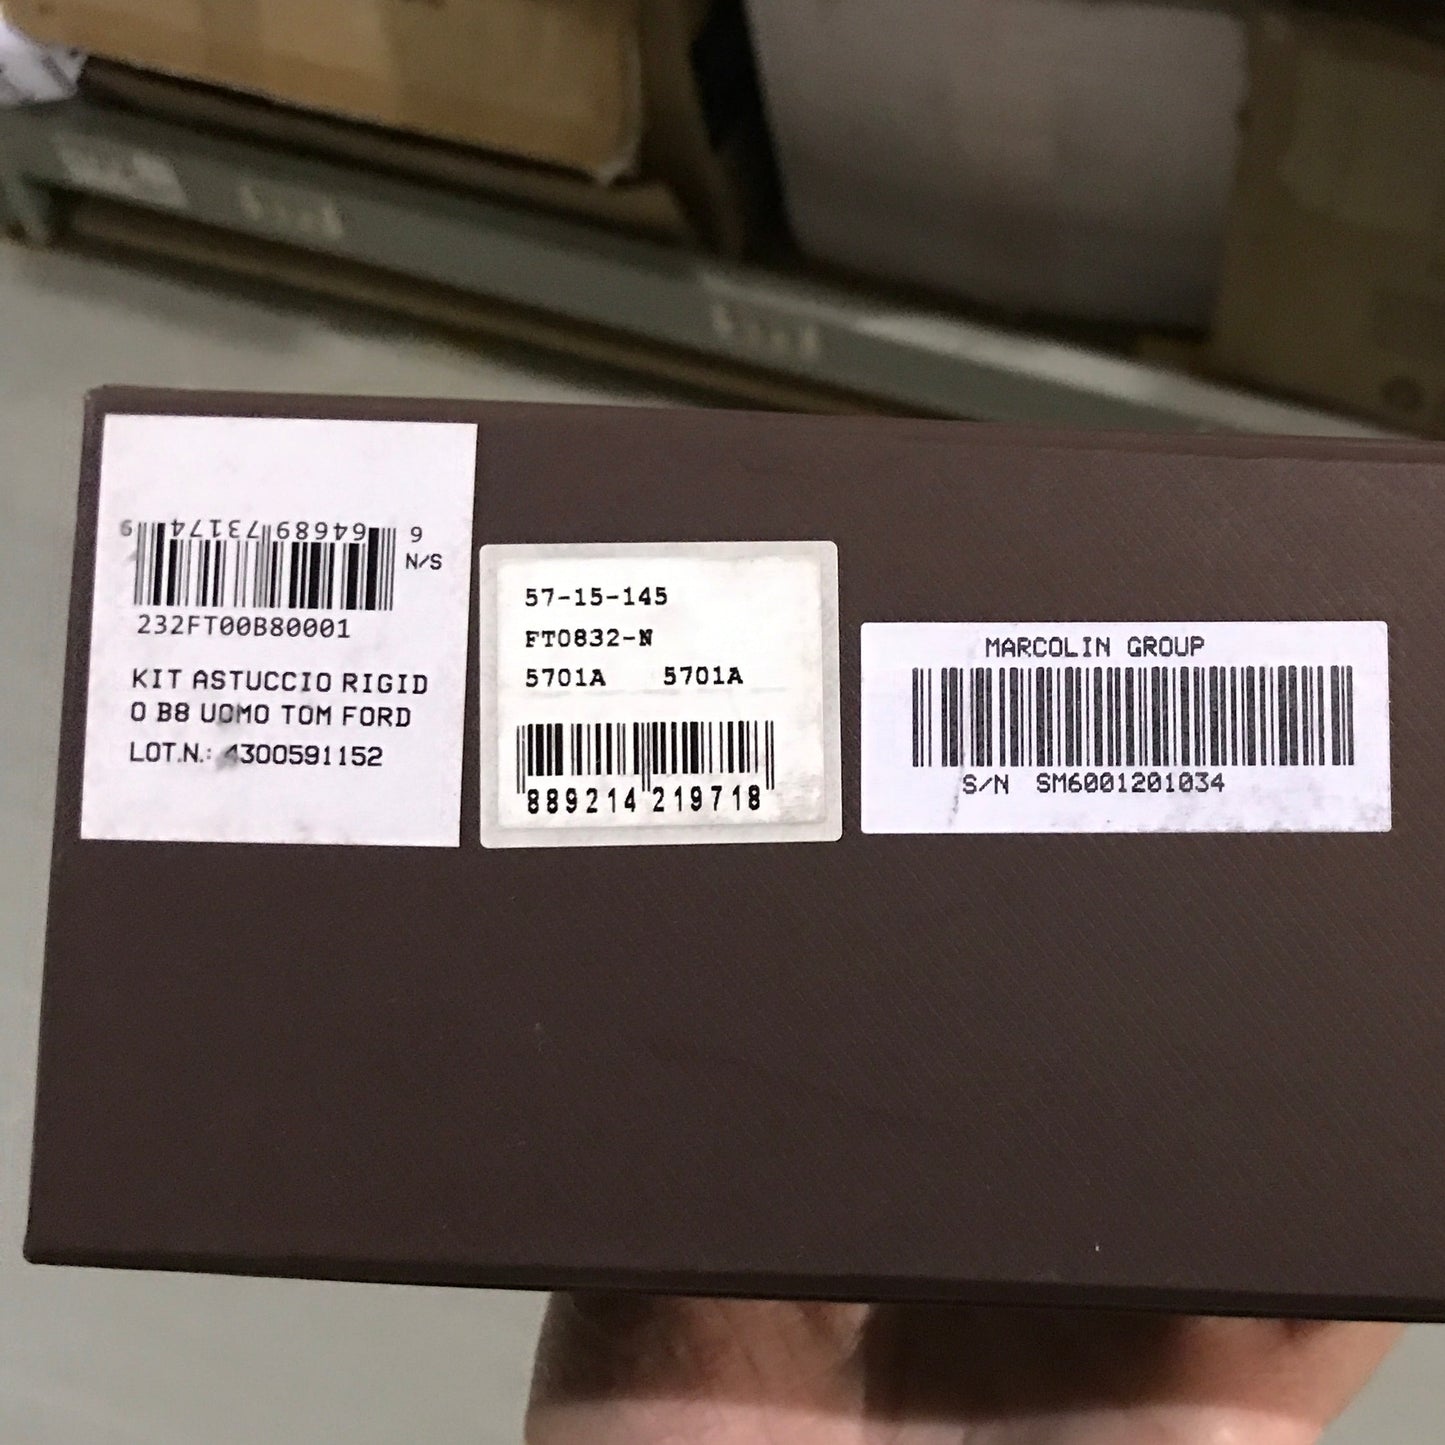 6 64689 73174 9
N/S
232FT00B80001
KIT ASTUCCIO RIGID
O B8 UOMO TOM FORD
LOT.N.: 4300591152
57-15-145
FT0832-N
5701A 5701A
889214 219718
MARCOLIN GROUP
S/N SM6001201034